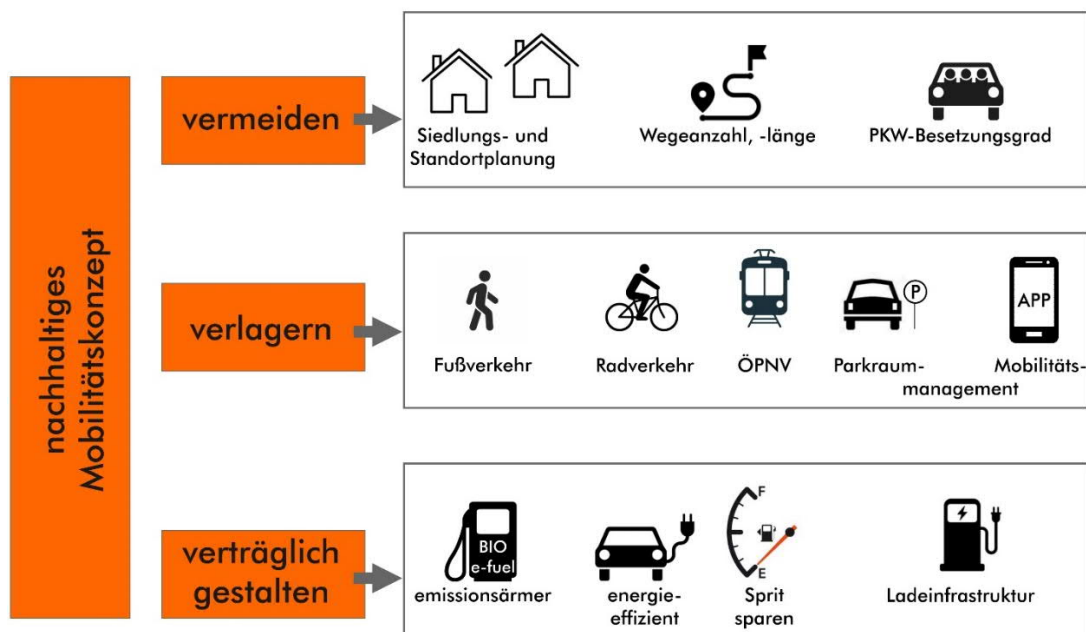 nachhaltiges
Mobilitätskonzept
vermeiden
Siedlungs- und
Standortplanung
Wegeanzahl, -länge
PKW-Besetzungsgrad
verlagern
P
APP
Fußverkehr
Radverkehr
ÖPNV
Parkraum-
Mobilitäts-
management
verträglich
gestalten
BIO
e-fuel
F
E
emissionsärmer
energie-
effizient
Sprit
sparen
Ladeinfrastruktur